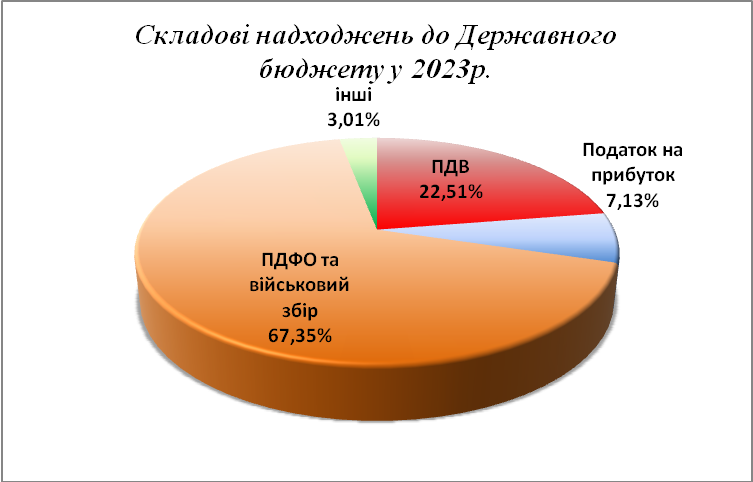 Складові надходжень до Державного
бюджету у 2023р.
інші
3,01%
ПДВ
22,51%
Податок на
прибуток
7,13%
ПДФО та
військовий
збір
67,35%